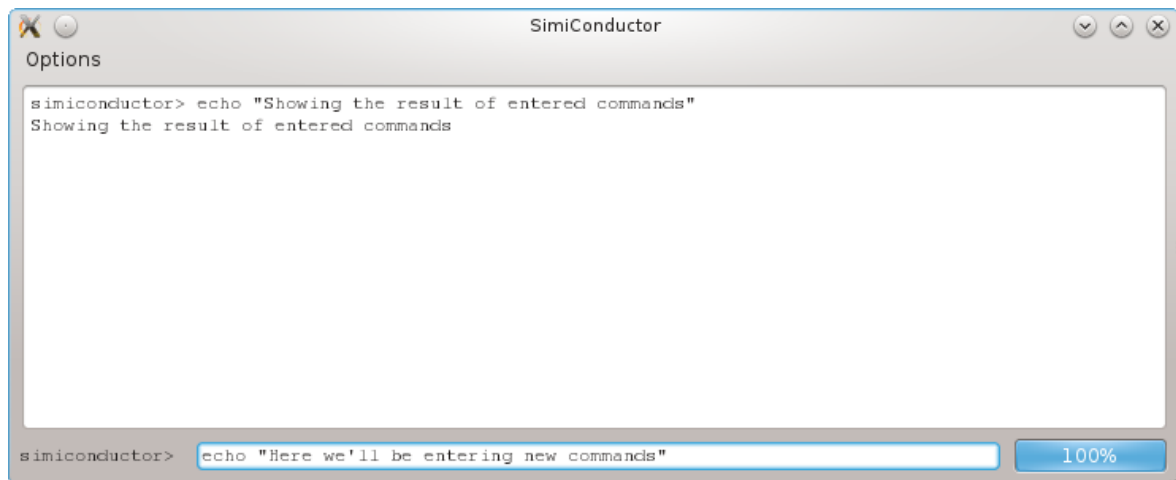 SimiConductor
Options
simiconductor> echo "Showing the result of entered commands"
Showing the result of entered commands
simiconductor> echo "Here we'll be entering new commands" 100%